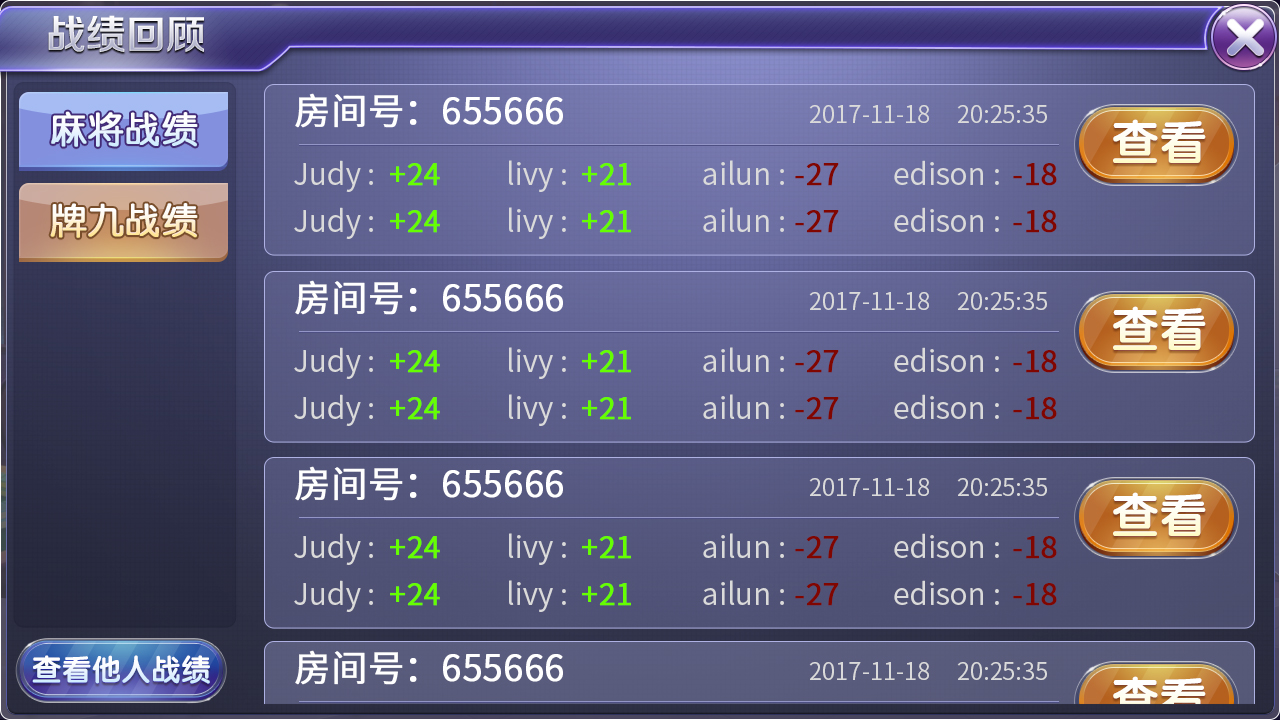 战绩回顾
麻将战绩
牌九战绩
查看他人战绩
房间号：655666 2017-11-18 20:25:35 查看
Judy : +24 livy : +21 ailun : -27 edison : -18
Judy : +24 livy : +21 ailun : -27 edison : -18
房间号：655666 2017-11-18 20:25:35 查看
Judy : +24 livy : +21 ailun : -27 edison : -18
Judy : +24 livy : +21 ailun : -27 edison : -18
房间号：655666 2017-11-18 20:25:35 查看
Judy : +24 livy : +21 ailun : -27 edison : -18
Judy : +24 livy : +21 ailun : -27 edison : -18
房间号：655666 2017-11-18 20:25:35 查看